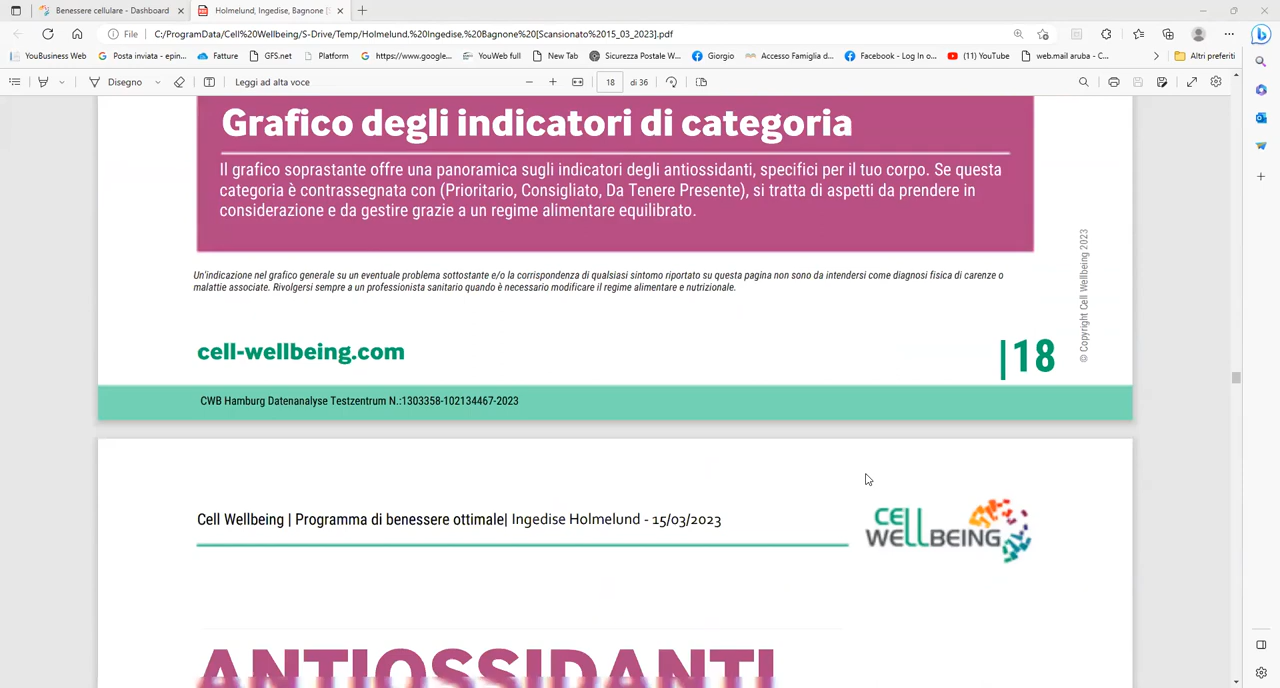 Benessere cellulare - Dashboard
Holmelund, Ingedise, Bagnone [
File
C:/ProgramData/Cell%20Wellbeing/S-Drive/Temp/Holmelund,%20Ingedise,%20Bagnone%20[Scansionato%2015_03_2023].pdf
YouBusiness Web
Posta inviata - epin...
Fatture
GFS.net
Platform
https://www.google...
YouWeb full
New Tab
Sicurezza Postale W...
Giorgio
Accesso Famiglia d...
Facebook - Log In o...
(11) YouTube
web.mail aruba - C...
Altri preferiti
Disegno
Leggi ad alta voce
18
di 36
Grafico degli indicatori di categoria
Il grafico soprastante offre una panoramica sugli indicatori degli antiossidanti, specifici per il tuo corpo. Se questa
categoria è contrassegnata con (Prioritario, Consigliato, Da Tenere Presente), si tratta di aspetti da prendere in
considerazione e da gestire grazie a un regime alimentare equilibrato.
Un'indicazione nel grafico generale su un eventuale problema sottostante e/o la corrispondenza di qualsiasi sintomo riportato su questa pagina non sono da intendersi come diagnosi fisica di carenze o
malattie associate. Rivolgersi sempre a un professionista sanitario quando è necessario modificare il regime alimentare e nutrizionale.
© Copyright Cell Wellbeing 2023
cell-wellbeing.com
|18
CWB Hamburg Datenanalyse Testzentrum N.:1303358-102134467-2023
Cell Wellbeing | Programma di benessere ottimale| Ingedise Holmelund - 15/03/2023
CELL
WELLBEING
ANTIOSSIDANTI